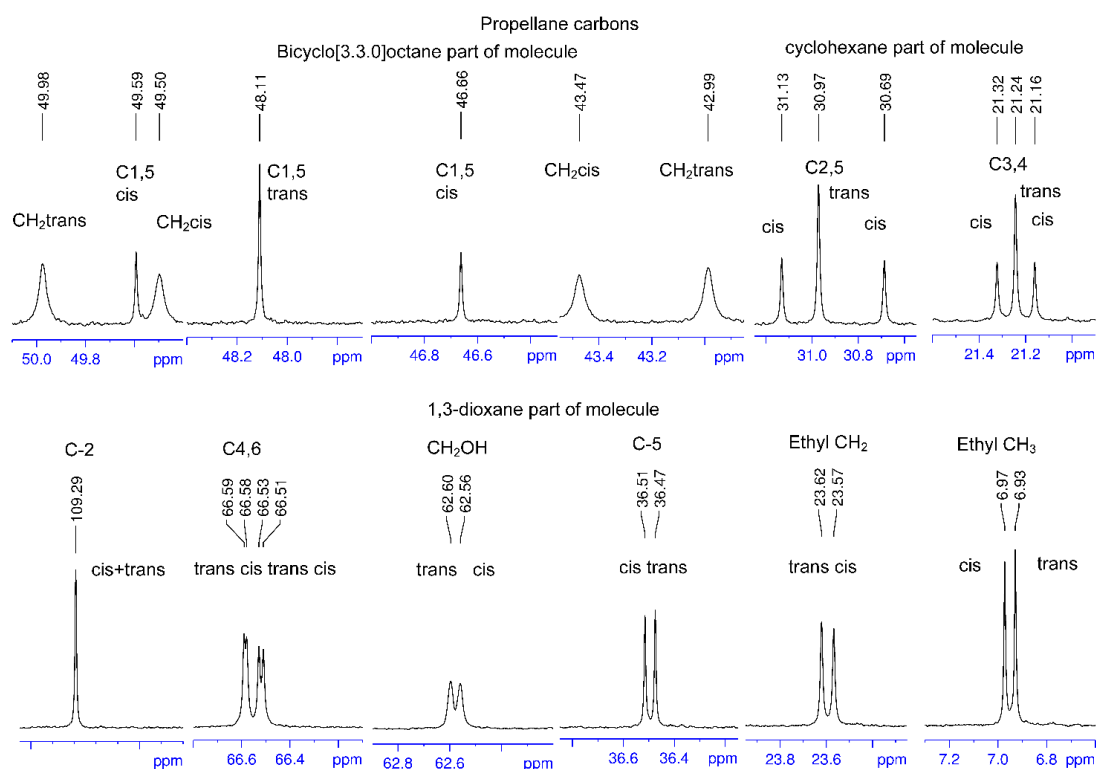 Propellane carbons
Bicyclo[3.3.0]octane part of molecule
cyclohexane part of molecule
49.98 49.59 49.50 48.11 46.66 43.47 42.99 31.13 30.97 30.69 21.32 21.24 21.16
CH2trans
C1,5
cis
CH2cis
C1,5
trans
C1,5
cis
CH2cis
CH2trans
C2,5
cis trans cis
C3,4
cis trans cis
50.0 49.8 ppm
48.2 48.0 ppm
46.8 46.6 ppm
43.4 43.2 ppm
31.0 30.8 ppm
21.4 21.2 ppm
1,3-dioxane part of molecule
C-2
C4,6
CH2OH
C-5
Ethyl CH2
Ethyl CH3
109.29 66.59 66.58 66.53 66.51 62.60 62.56 36.51 36.47 23.62 23.57 6.97 6.93
cis+trans
trans cis trans cis
trans cis
cis trans
trans cis
cis trans
ppm
66.6 66.4 ppm
62.8 62.6 ppm
36.6 36.4 ppm
23.8 23.6 ppm
7.2 7.0 6.8 ppm